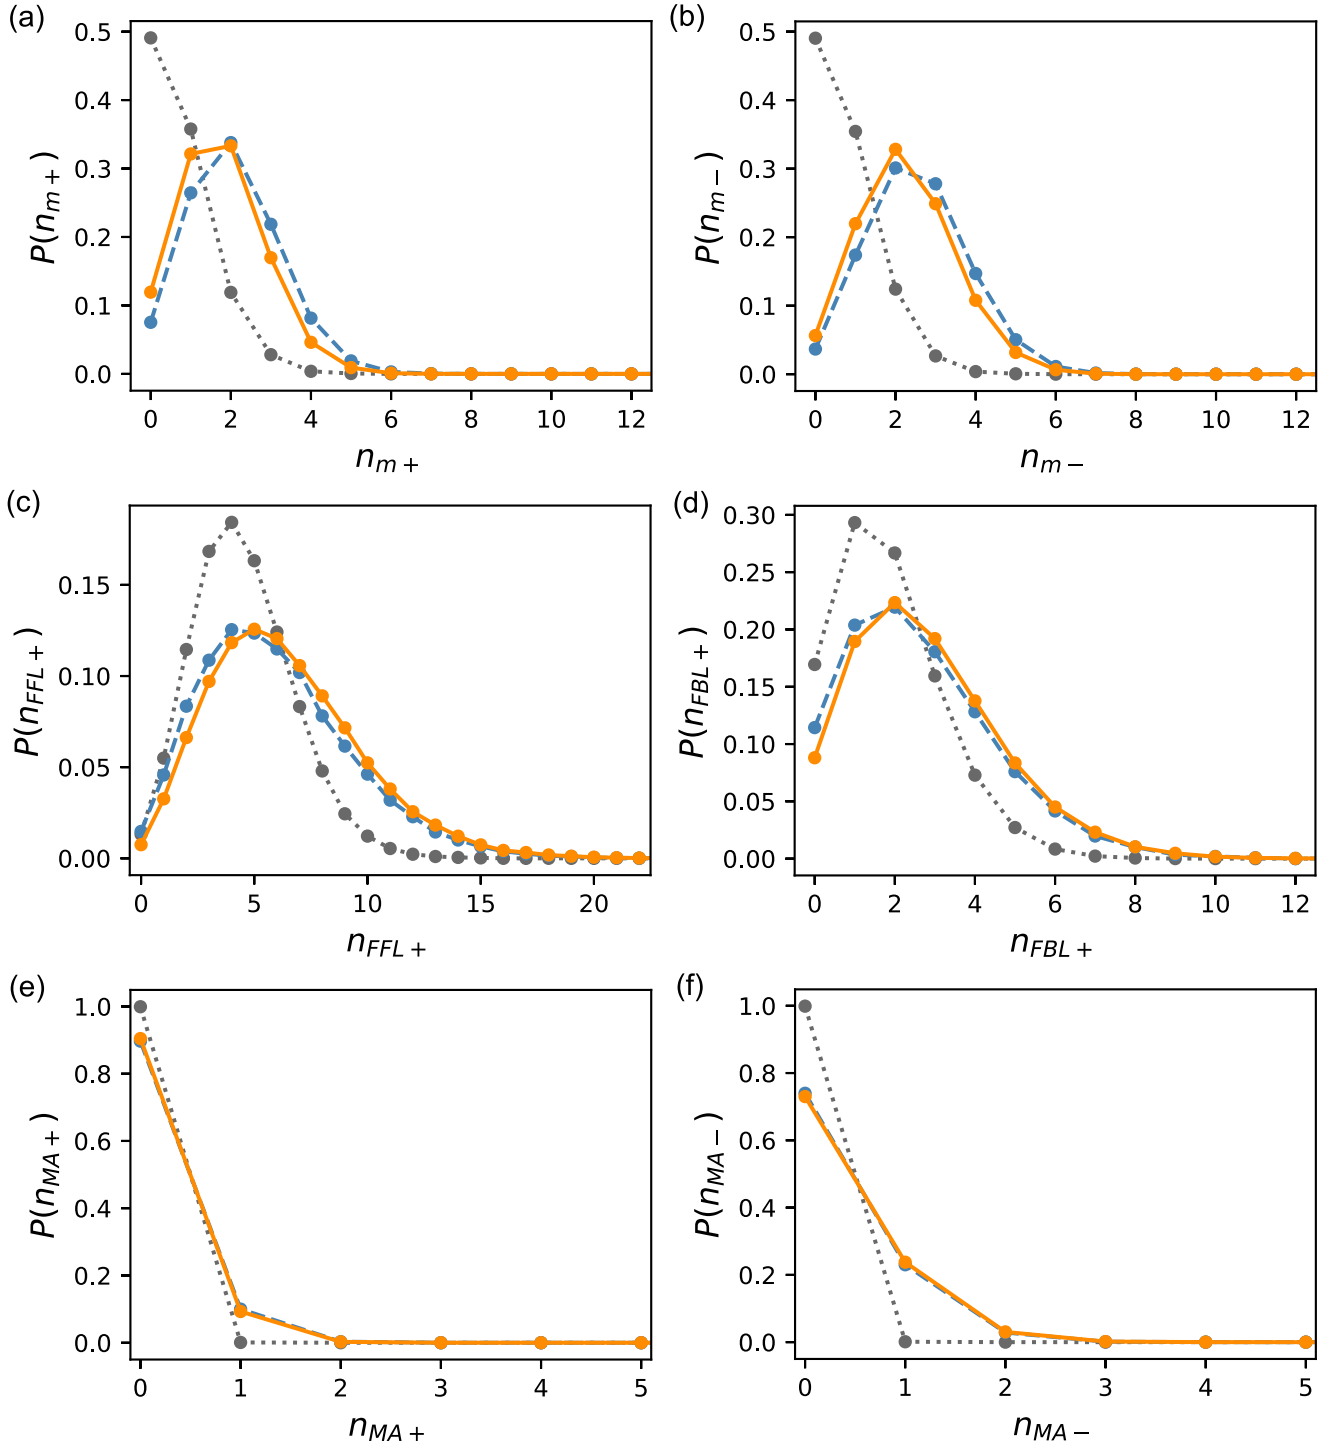 (a)
0.5
0.4
0.3
0.2
0.1
0.0
P(n_{m+})
0 2 4 6 8 10 12
n_{m+}
(b)
0.5
0.4
0.3
0.2
0.1
0.0
P(n_{m−})
0 2 4 6 8 10 12
n_{m−}
(c)
0.15
0.10
0.05
0.00
P(n_{FFL+})
0 5 10 15 20
n_{FFL+}
(d)
0.30
0.25
0.20
0.15
0.10
0.05
0.00
P(n_{FBL+})
0 2 4 6 8 10 12
n_{FBL+}
(e)
1.0
0.8
0.6
0.4
0.2
0.0
P(n_{MA+})
0 1 2 3 4 5
n_{MA+}
(f)
1.0
0.8
0.6
0.4
0.2
0.0
P(n_{MA−})
0 1 2 3 4 5
n_{MA−}